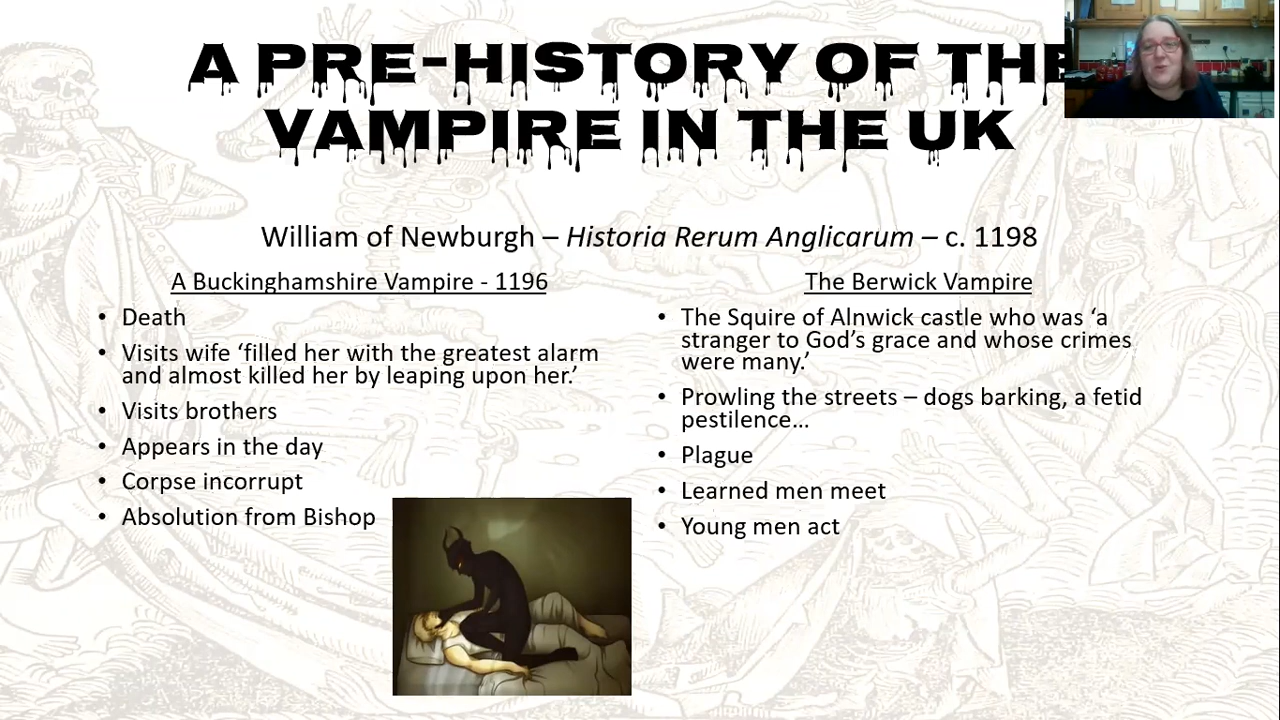 A PRE-HISTORY OF THE
VAMPIRE IN THE UK
William of Newburgh – Historia Rerum Anglicarum – c. 1198
A Buckinghamshire Vampire - 1196
• Death
• Visits wife ‘filled her with the greatest alarm
and almost killed her by leaping upon her.’
• Visits brothers
• Appears in the day
• Corpse incorrupt
• Absolution from Bishop
The Berwick Vampire
• The Squire of Alnwick castle who was ‘a
stranger to God’s grace and whose crimes
were many.’
• Prowling the streets – dogs barking, a fetid
pestilence…
• Plague
• Learned men meet
• Young men act